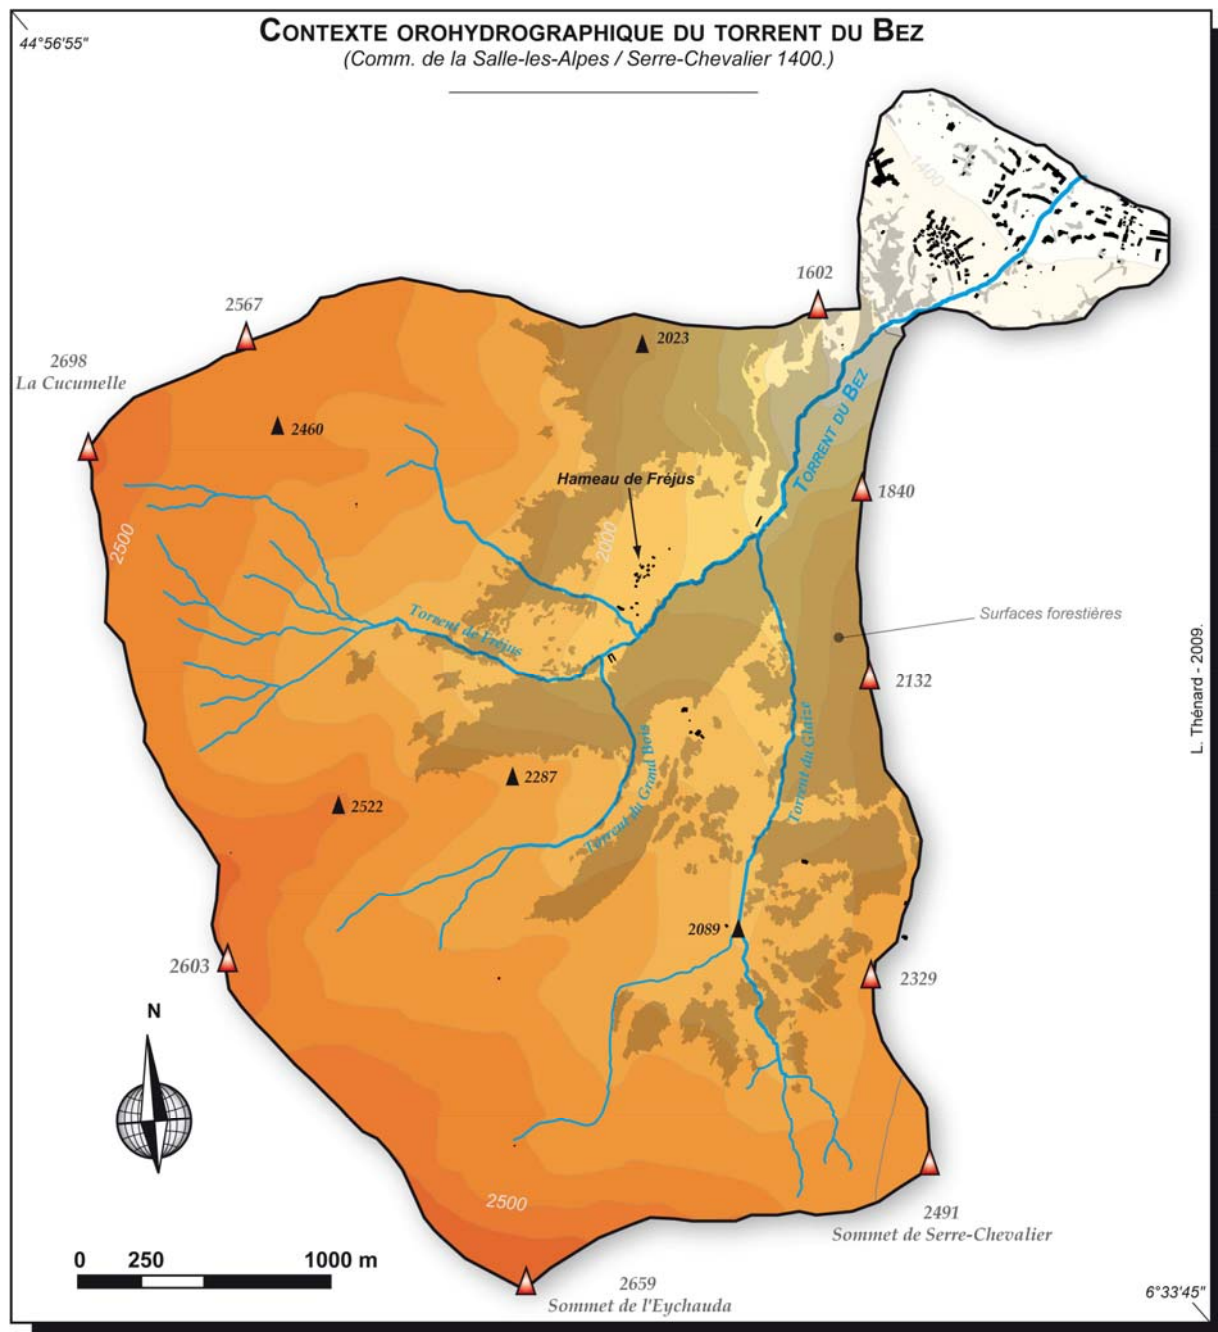 CONTEXTE OROHYDROGRAPHIQUE DU TORRENT DU BEZ
44°56'55"
(Comm. de la Salle-les-Alpes / Serre-Chevalier 1400.)
1400
1602
2567
2023
2698
La Cucumelle
TORRENT DU BEZ
2460
Hameau de Fréjus
1840
2500
2000
Torrent de Fréjus
Surfaces forestières
L. Thénard - 2009.
2132
Torrent du Glaize
Torrent du Grand Bois
2287
2522
2089
2603
2329
N
2500
2491
Sommet de Serre-Chevalier
0 250 1000 m
2659
Sommet de l'Eychauda
6°33'45"